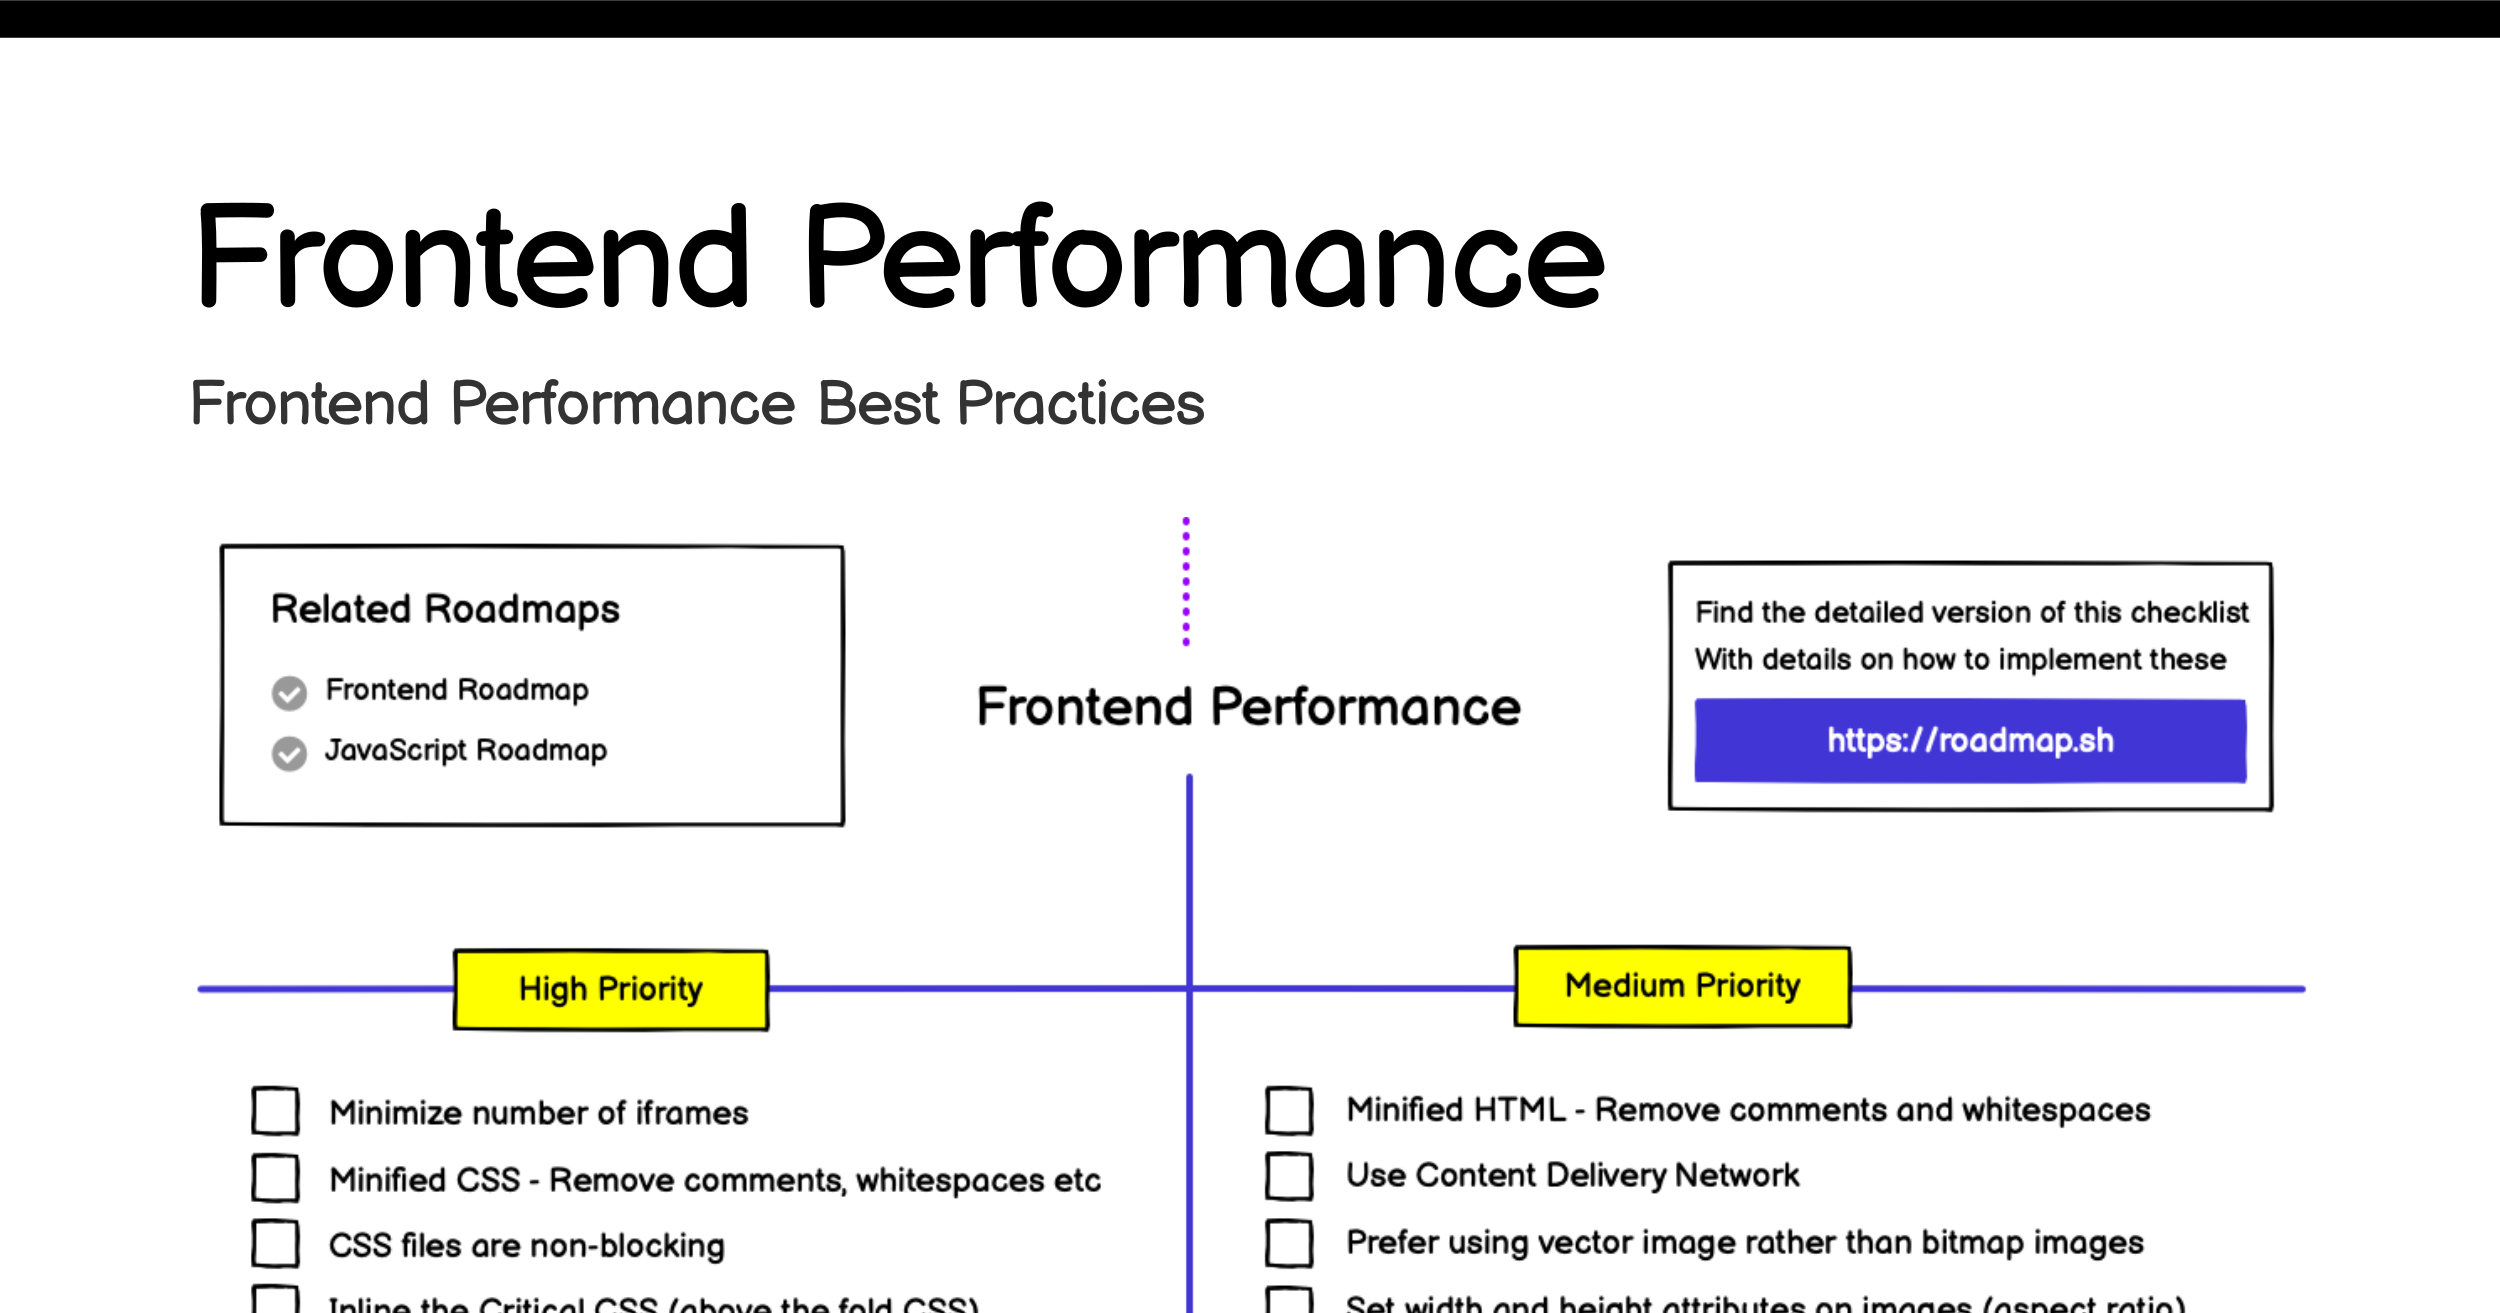 Frontend Performance
Frontend Performance Best Practices
Related Roadmaps
Frontend Roadmap
JavaScript Roadmap
Frontend Performance
Find the detailed version of this checklist
With details on how to implement these
https://roadmap.sh
High Priority
Minimize number of iframes
Minified CSS - Remove comments, whitespaces etc
CSS files are non-blocking
Inline the Critical CSS (above the fold CSS)
Medium Priority
Minified HTML - Remove comments and whitespaces
Use Content Delivery Network
Prefer using vector image rather than bitmap images
Set width and height attributes on images (aspect ratio)